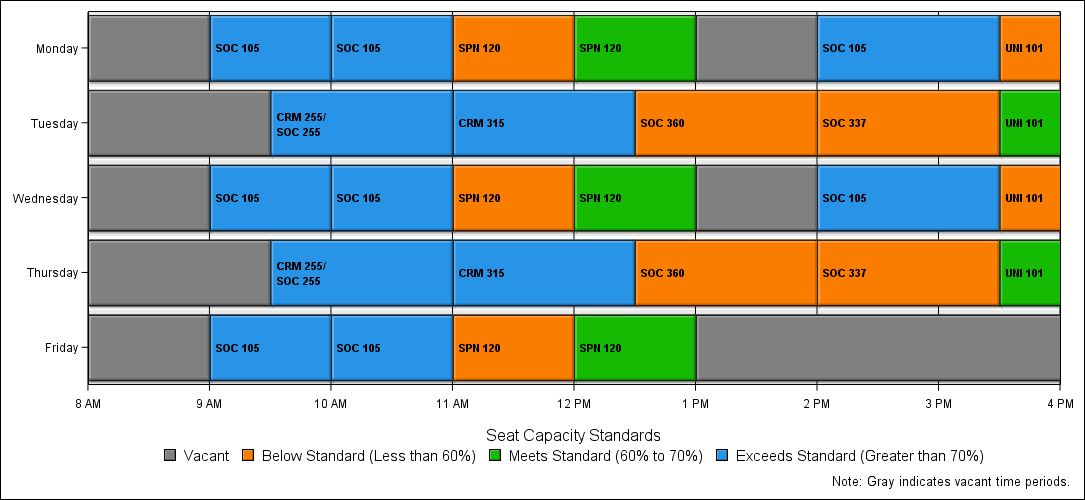 Monday
SOC 105
SOC 105
SPN 120
SPN 120
SOC 105
UNI 101
Tuesday
CRM 255/
SOC 255
CRM 315
SOC 360
SOC 337
UNI 101
Wednesday
SOC 105
SOC 105
SPN 120
SPN 120
SOC 105
UNI 101
Thursday
CRM 255/
SOC 255
CRM 315
SOC 360
SOC 337
UNI 101
Friday
SOC 105
SOC 105
SPN 120
SPN 120
8 AM 9 AM 10 AM 11 AM 12 PM 1 PM 2 PM 3 PM 4 PM
Seat Capacity Standards
Vacant Below Standard (Less than 60%) Meets Standard (60% to 70%) Exceeds Standard (Greater than 70%)
Note: Gray indicates vacant time periods.